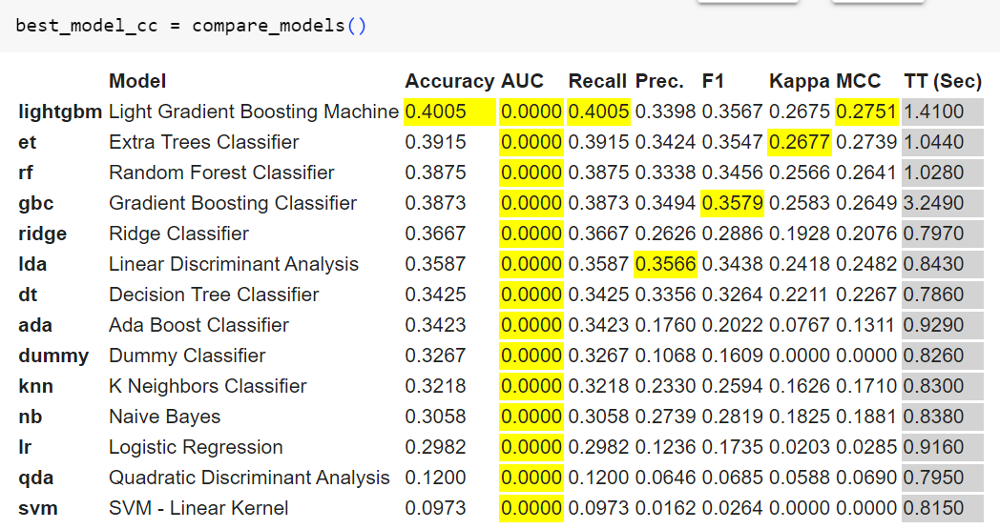 best_model_cc = compare_models()
Model Accuracy AUC Recall Prec. F1 Kappa MCC TT (Sec)
lightgbm Light Gradient Boosting Machine 0.4005 0.0000 0.4005 0.3398 0.3567 0.2675 0.2751 1.4100
et Extra Trees Classifier 0.3915 0.0000 0.3915 0.3424 0.3547 0.2677 0.2739 1.0440
rf Random Forest Classifier 0.3875 0.0000 0.3875 0.3338 0.3456 0.2566 0.2641 1.0280
gbc Gradient Boosting Classifier 0.3873 0.0000 0.3873 0.3494 0.3579 0.2583 0.2649 3.2490
ridge Ridge Classifier 0.3667 0.0000 0.3667 0.2626 0.2886 0.1928 0.2076 0.7970
lda Linear Discriminant Analysis 0.3587 0.0000 0.3587 0.3566 0.3438 0.2418 0.2482 0.8430
dt Decision Tree Classifier 0.3425 0.0000 0.3425 0.3356 0.3264 0.2211 0.2267 0.7860
ada Ada Boost Classifier 0.3423 0.0000 0.3423 0.1760 0.2022 0.0767 0.1311 0.9290
dummy Dummy Classifier 0.3267 0.0000 0.3267 0.1068 0.1609 0.0000 0.0000 0.8260
knn K Neighbors Classifier 0.3218 0.0000 0.3218 0.2330 0.2594 0.1626 0.1710 0.8300
nb Naive Bayes 0.3058 0.0000 0.3058 0.2739 0.2819 0.1825 0.1881 0.8380
lr Logistic Regression 0.2982 0.0000 0.2982 0.1236 0.1735 0.0203 0.0285 0.9160
qda Quadratic Discriminant Analysis 0.1200 0.0000 0.1200 0.0646 0.0685 0.0588 0.0690 0.7950
svm SVM - Linear Kernel 0.0973 0.0000 0.0973 0.0162 0.0264 0.0000 0.0000 0.8150